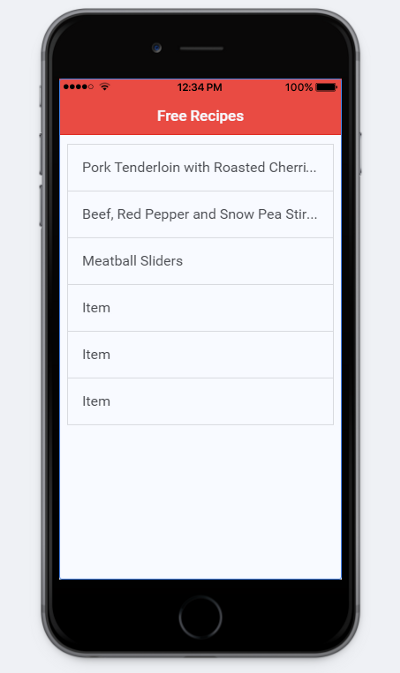 12:34 PM 100%
Free Recipes
Pork Tenderloin with Roasted Cherri...
Beef, Red Pepper and Snow Pea Stir...
Meatball Sliders
Item
Item
Item